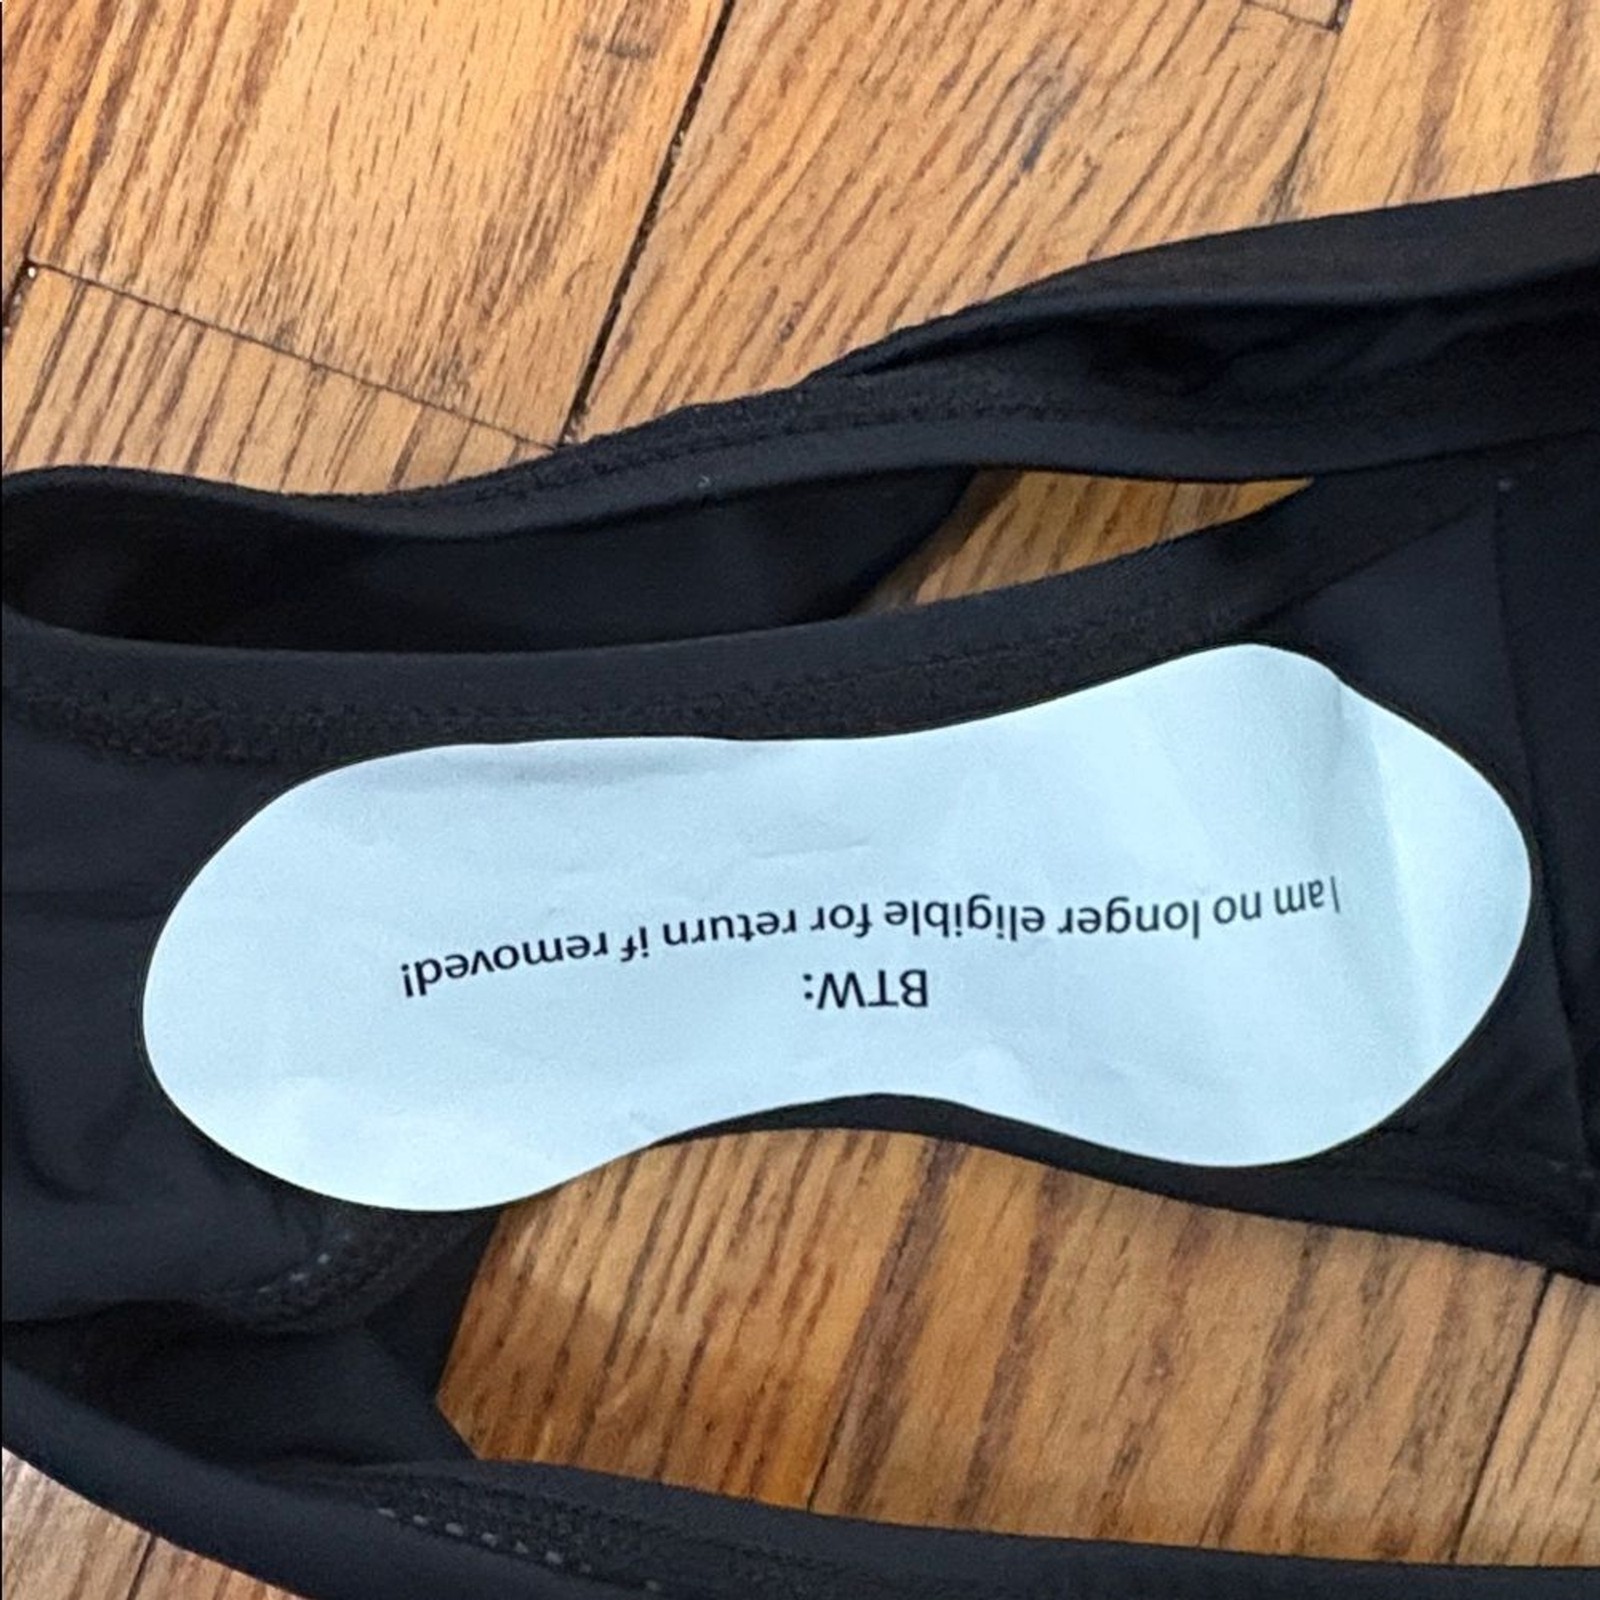 BTW:
I am no longer eligible for return if removed!